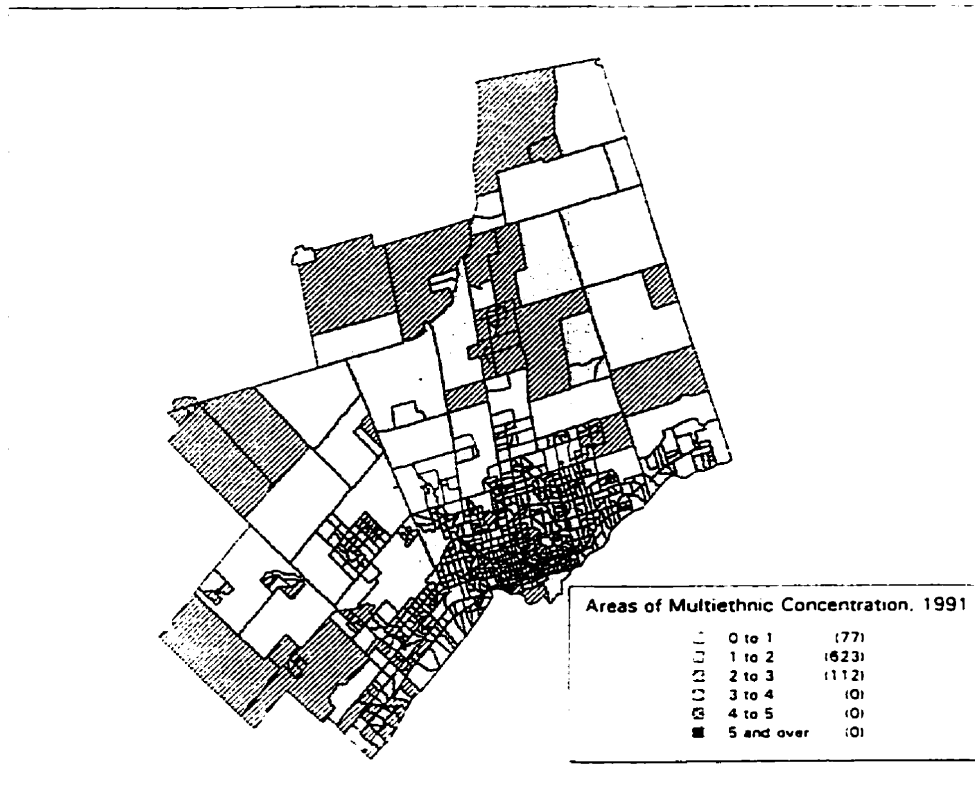 Areas of Multiethnic Concentration, 1991
0 to 1 (77)
1 to 2 (623)
2 to 3 (112)
3 to 4 (0)
4 to 5 (0)
5 and over (0)